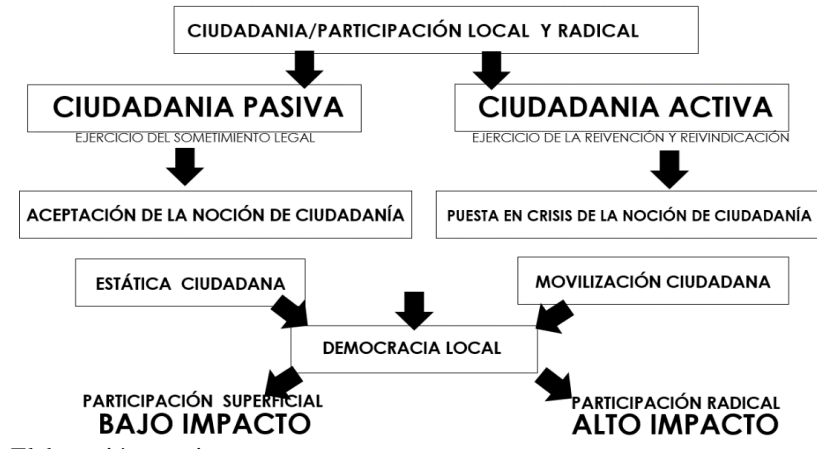 CIUDADANIA/PARTICIPACIÓN LOCAL Y RADICAL
CIUDADANIA PASIVA
EJERCICIO DEL SOMETIMIENTO LEGAL
CIUDADANIA ACTIVA
EJERCICIO DE LA REIVENCIÓN Y REIVINDICACIÓN
ACEPTACIÓN DE LA NOCIÓN DE CIUDADANÍA
PUESTA EN CRISIS DE LA NOCIÓN DE CIUDADANÍA
ESTÁTICA CIUDADANA
MOVILIZACIÓN CIUDADANA
DEMOCRACIA LOCAL
PARTICIPACIÓN SUPERFICIAL
BAJO IMPACTO
PARTICIPACIÓN RADICAL
ALTO IMPACTO